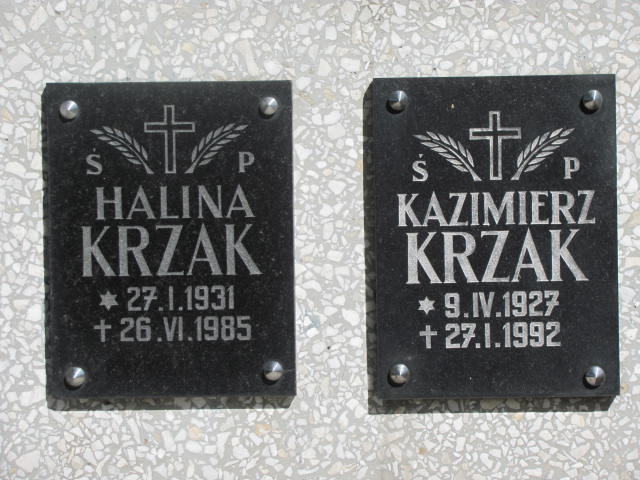 Ś P
HALINA
KRZAK
27.I.1931
26.VI.1985
Ś P
KAZIMIERZ
KRZAK
9.IV.1927
27.I.1992